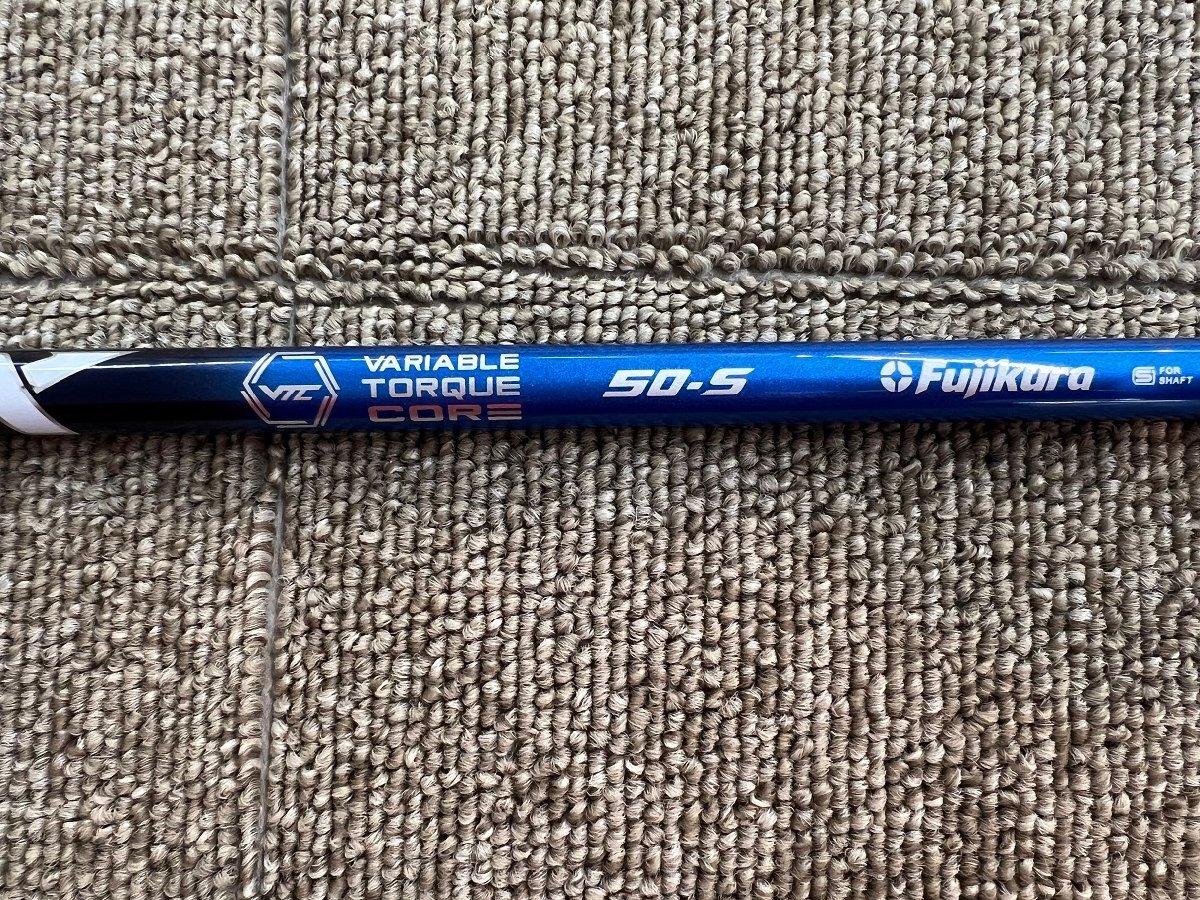 VTC
VARIABLE
TORQUE
CORE
50-S
Fujikura
FOR
SHAFT